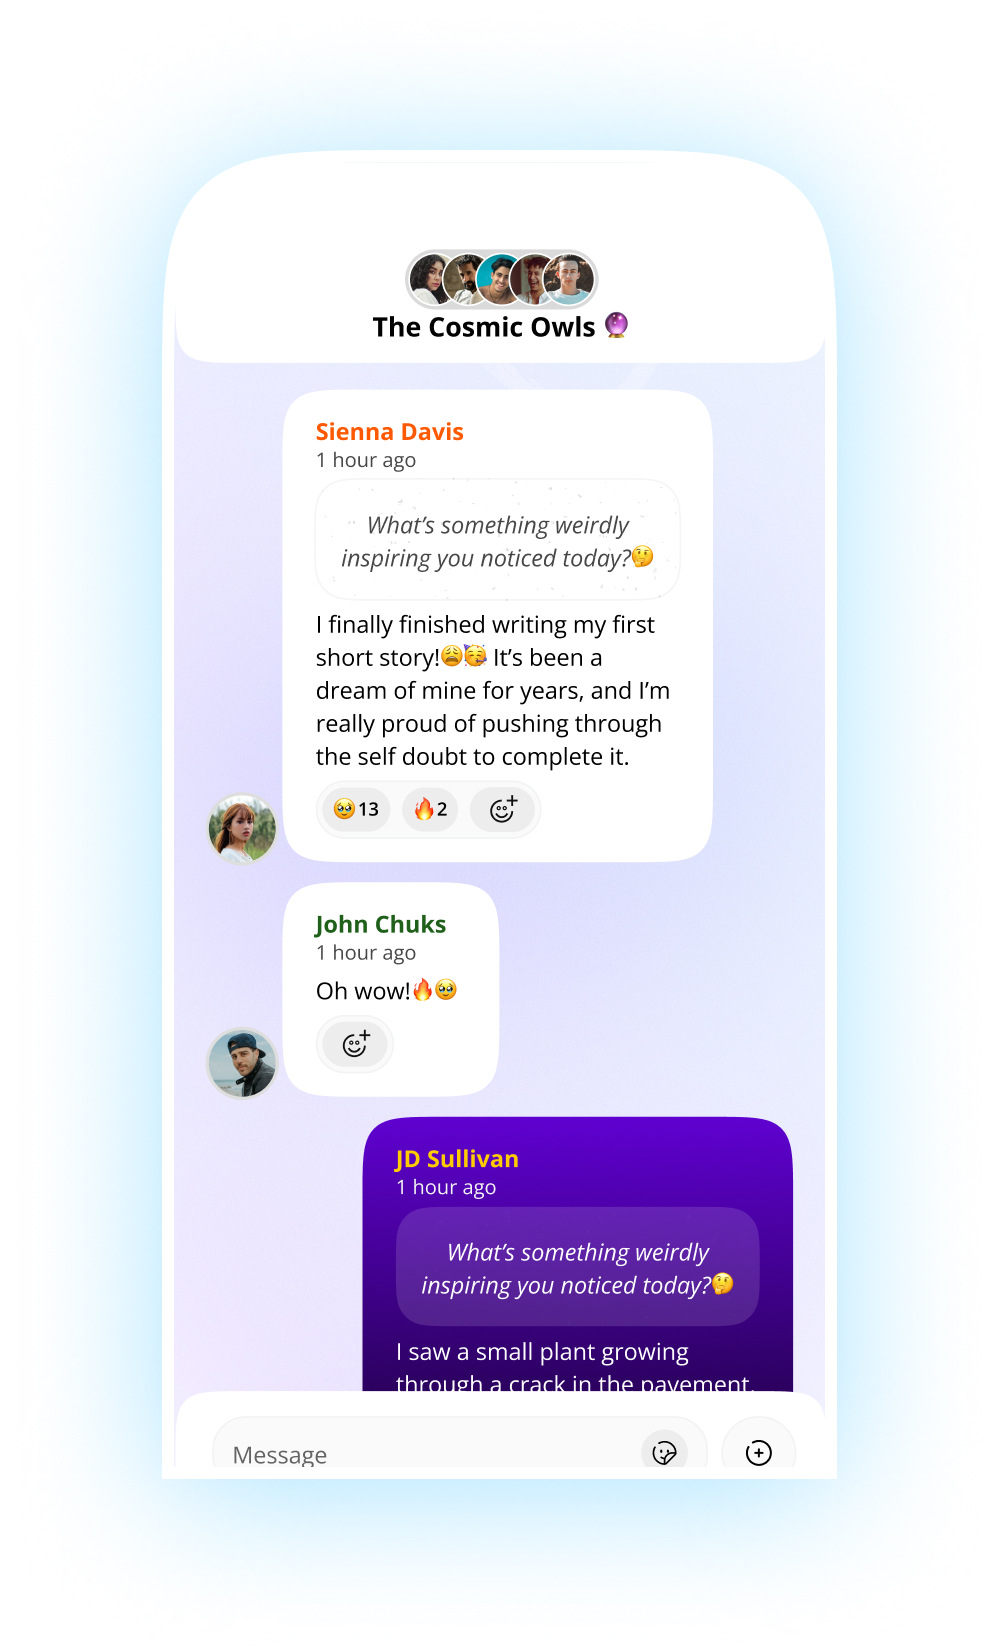 The Cosmic Owls 🔮
Sienna Davis
1 hour ago
What’s something weirdly
inspiring you noticed today?🤔
I finally finished writing my first
short story!😩🥳 It’s been a
dream of mine for years, and I’m
really proud of pushing through
the self doubt to complete it.
🥹13 🔥2
John Chuks
1 hour ago
Oh wow!🔥🥹
JD Sullivan
1 hour ago
What’s something weirdly
inspiring you noticed today?🤔
I saw a small plant growing
through a crack in the pavement.
Message